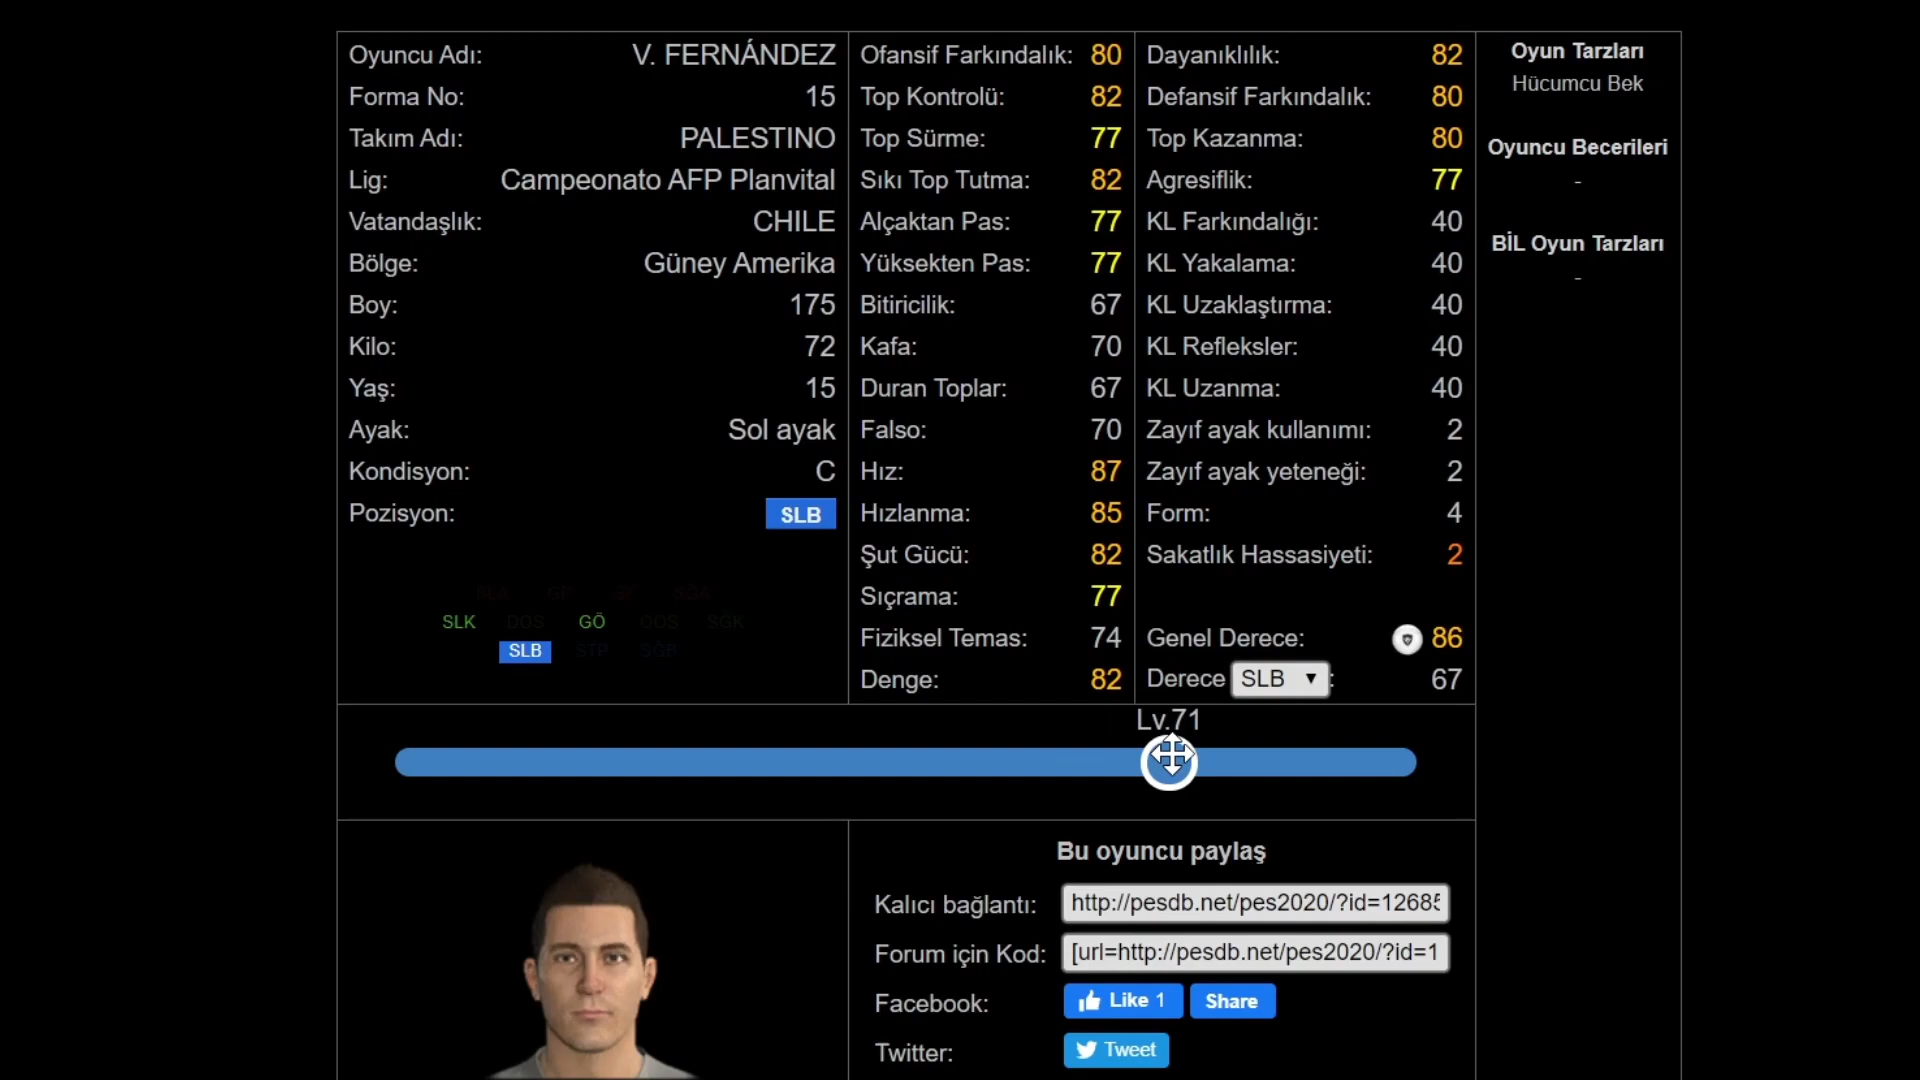 Oyuncu Adı: V. FERNÁNDEZ
Forma No: 15
Takım Adı: PALESTINO
Lig: Campeonato AFP Planvital
Vatandaşlık: CHILE
Bölge: Güney Amerika
Boy: 175
Kilo: 72
Yaş: 15
Ayak: Sol ayak
Kondisyon: C
Pozisyon: SLB
SLK DOS GÖ OOS SĞK
SLB STP SĞB
Ofansif Farkındalık: 80
Top Kontrolü: 82
Top Sürme: 77
Sıkı Top Tutma: 82
Alçaktan Pas: 77
Yüksekten Pas: 77
Bitiricilik: 67
Kafa: 70
Duran Toplar: 67
Falso: 70
Hız: 87
Hızlanma: 85
Şut Gücü: 82
Sıçrama: 77
Fiziksel Temas: 74
Denge: 82
Dayanıklılık: 82
Defansif Farkındalık: 80
Top Kazanma: 80
Agresiflik: 77
KL Farkındalığı: 40
KL Yakalama: 40
KL Uzaklaştırma: 40
KL Refleksler: 40
KL Uzanma: 40
Zayıf ayak kullanımı: 2
Zayıf ayak yeteneği: 2
Form: 4
Sakatlık Hassasiyeti: 2
Genel Derece: 86
Derece SLB ▼ : 67
Oyun Tarzları
Hücumcu Bek
Oyuncu Becerileri
-
BİL Oyun Tarzları
-
Lv.71
Bu oyuncu paylaş
Kalıcı bağlantı: http://pesdb.net/pes2020/?id=12685
Forum için Kod: [url=http://pesdb.net/pes2020/?id=1
Facebook: Like 1 Share
Twitter: Tweet